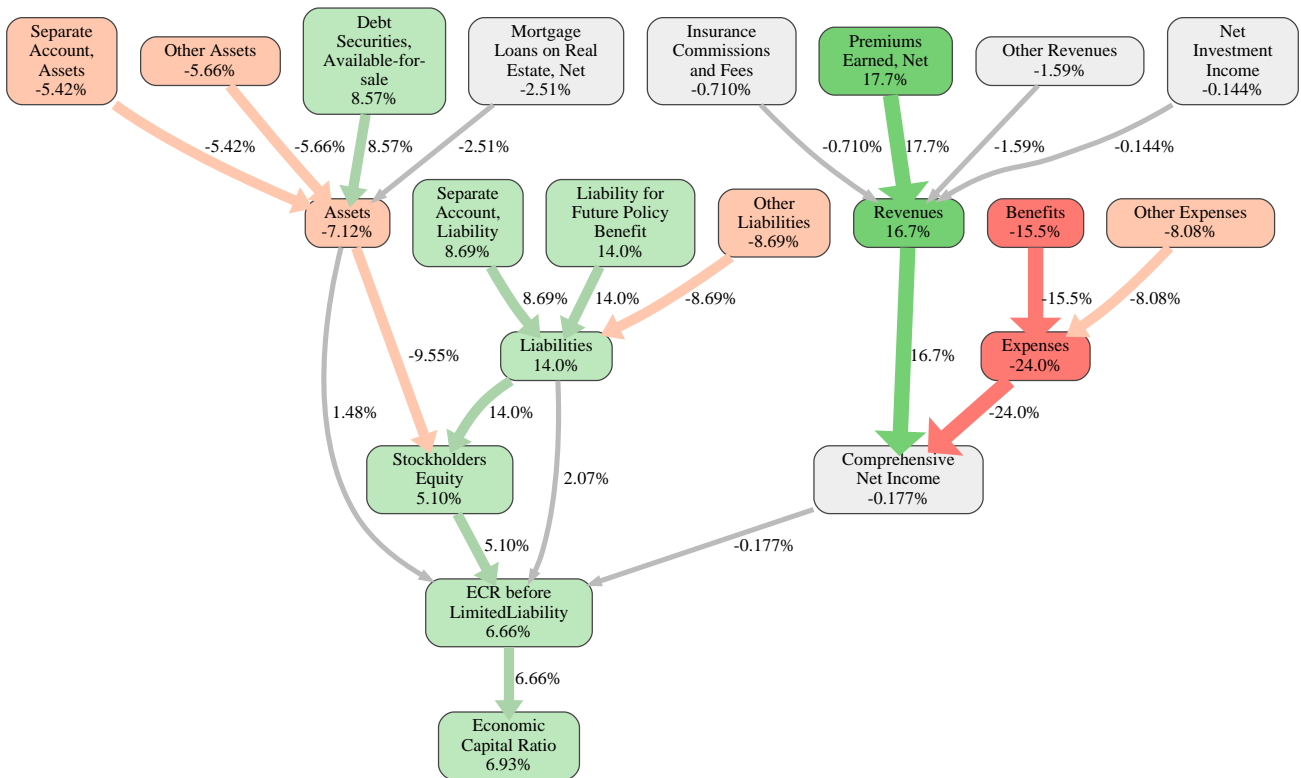 Separate
Account,
Assets
-5.42%
Other Assets
-5.66%
Debt
Securities,
Available-for-
sale
8.57%
Mortgage
Loans on Real
Estate, Net
-2.51%
Insurance
Commissions
and Fees
-0.710%
Premiums
Earned, Net
17.7%
Other Revenues
-1.59%
Net
Investment
Income
-0.144%
-5.42%
-5.66%
8.57%
-2.51%
-0.710%
17.7%
-1.59%
-0.144%
Assets
-7.12%
Separate
Account,
Liability
8.69%
Liability for
Future Policy
Benefit
14.0%
Other
Liabilities
-8.69%
Revenues
16.7%
Benefits
-15.5%
Other Expenses
-8.08%
8.69%
14.0%
-8.69%
-15.5%
-8.08%
-9.55%
Liabilities
14.0%
16.7%
Expenses
-24.0%
1.48%
14.0%
-24.0%
Stockholders
Equity
5.10%
2.07%
Comprehensive
Net Income
-0.177%
5.10%
-0.177%
ECR before
LimitedLiability
6.66%
6.66%
Economic
Capital Ratio
6.93%